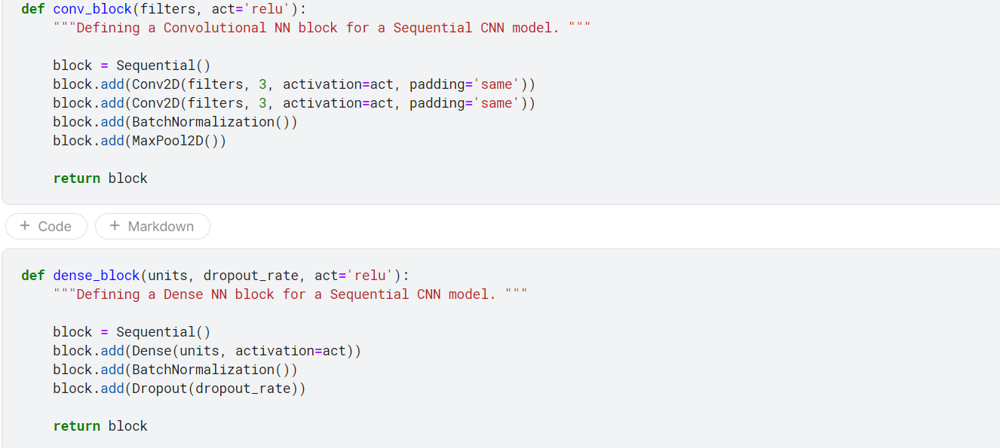 def conv_block(filters, act='relu'):
    """Defining a Convolutional NN block for a Sequential CNN model. """
    block = Sequential()
    block.add(Conv2D(filters, 3, activation=act, padding='same'))
    block.add(Conv2D(filters, 3, activation=act, padding='same'))
    block.add(BatchNormalization())
    block.add(MaxPool2D())
    return block
+ Code + Markdown
def dense_block(units, dropout_rate, act='relu'):
    """Defining a Dense NN block for a Sequential CNN model. """
    block = Sequential()
    block.add(Dense(units, activation=act))
    block.add(BatchNormalization())
    block.add(Dropout(dropout_rate))
    return block